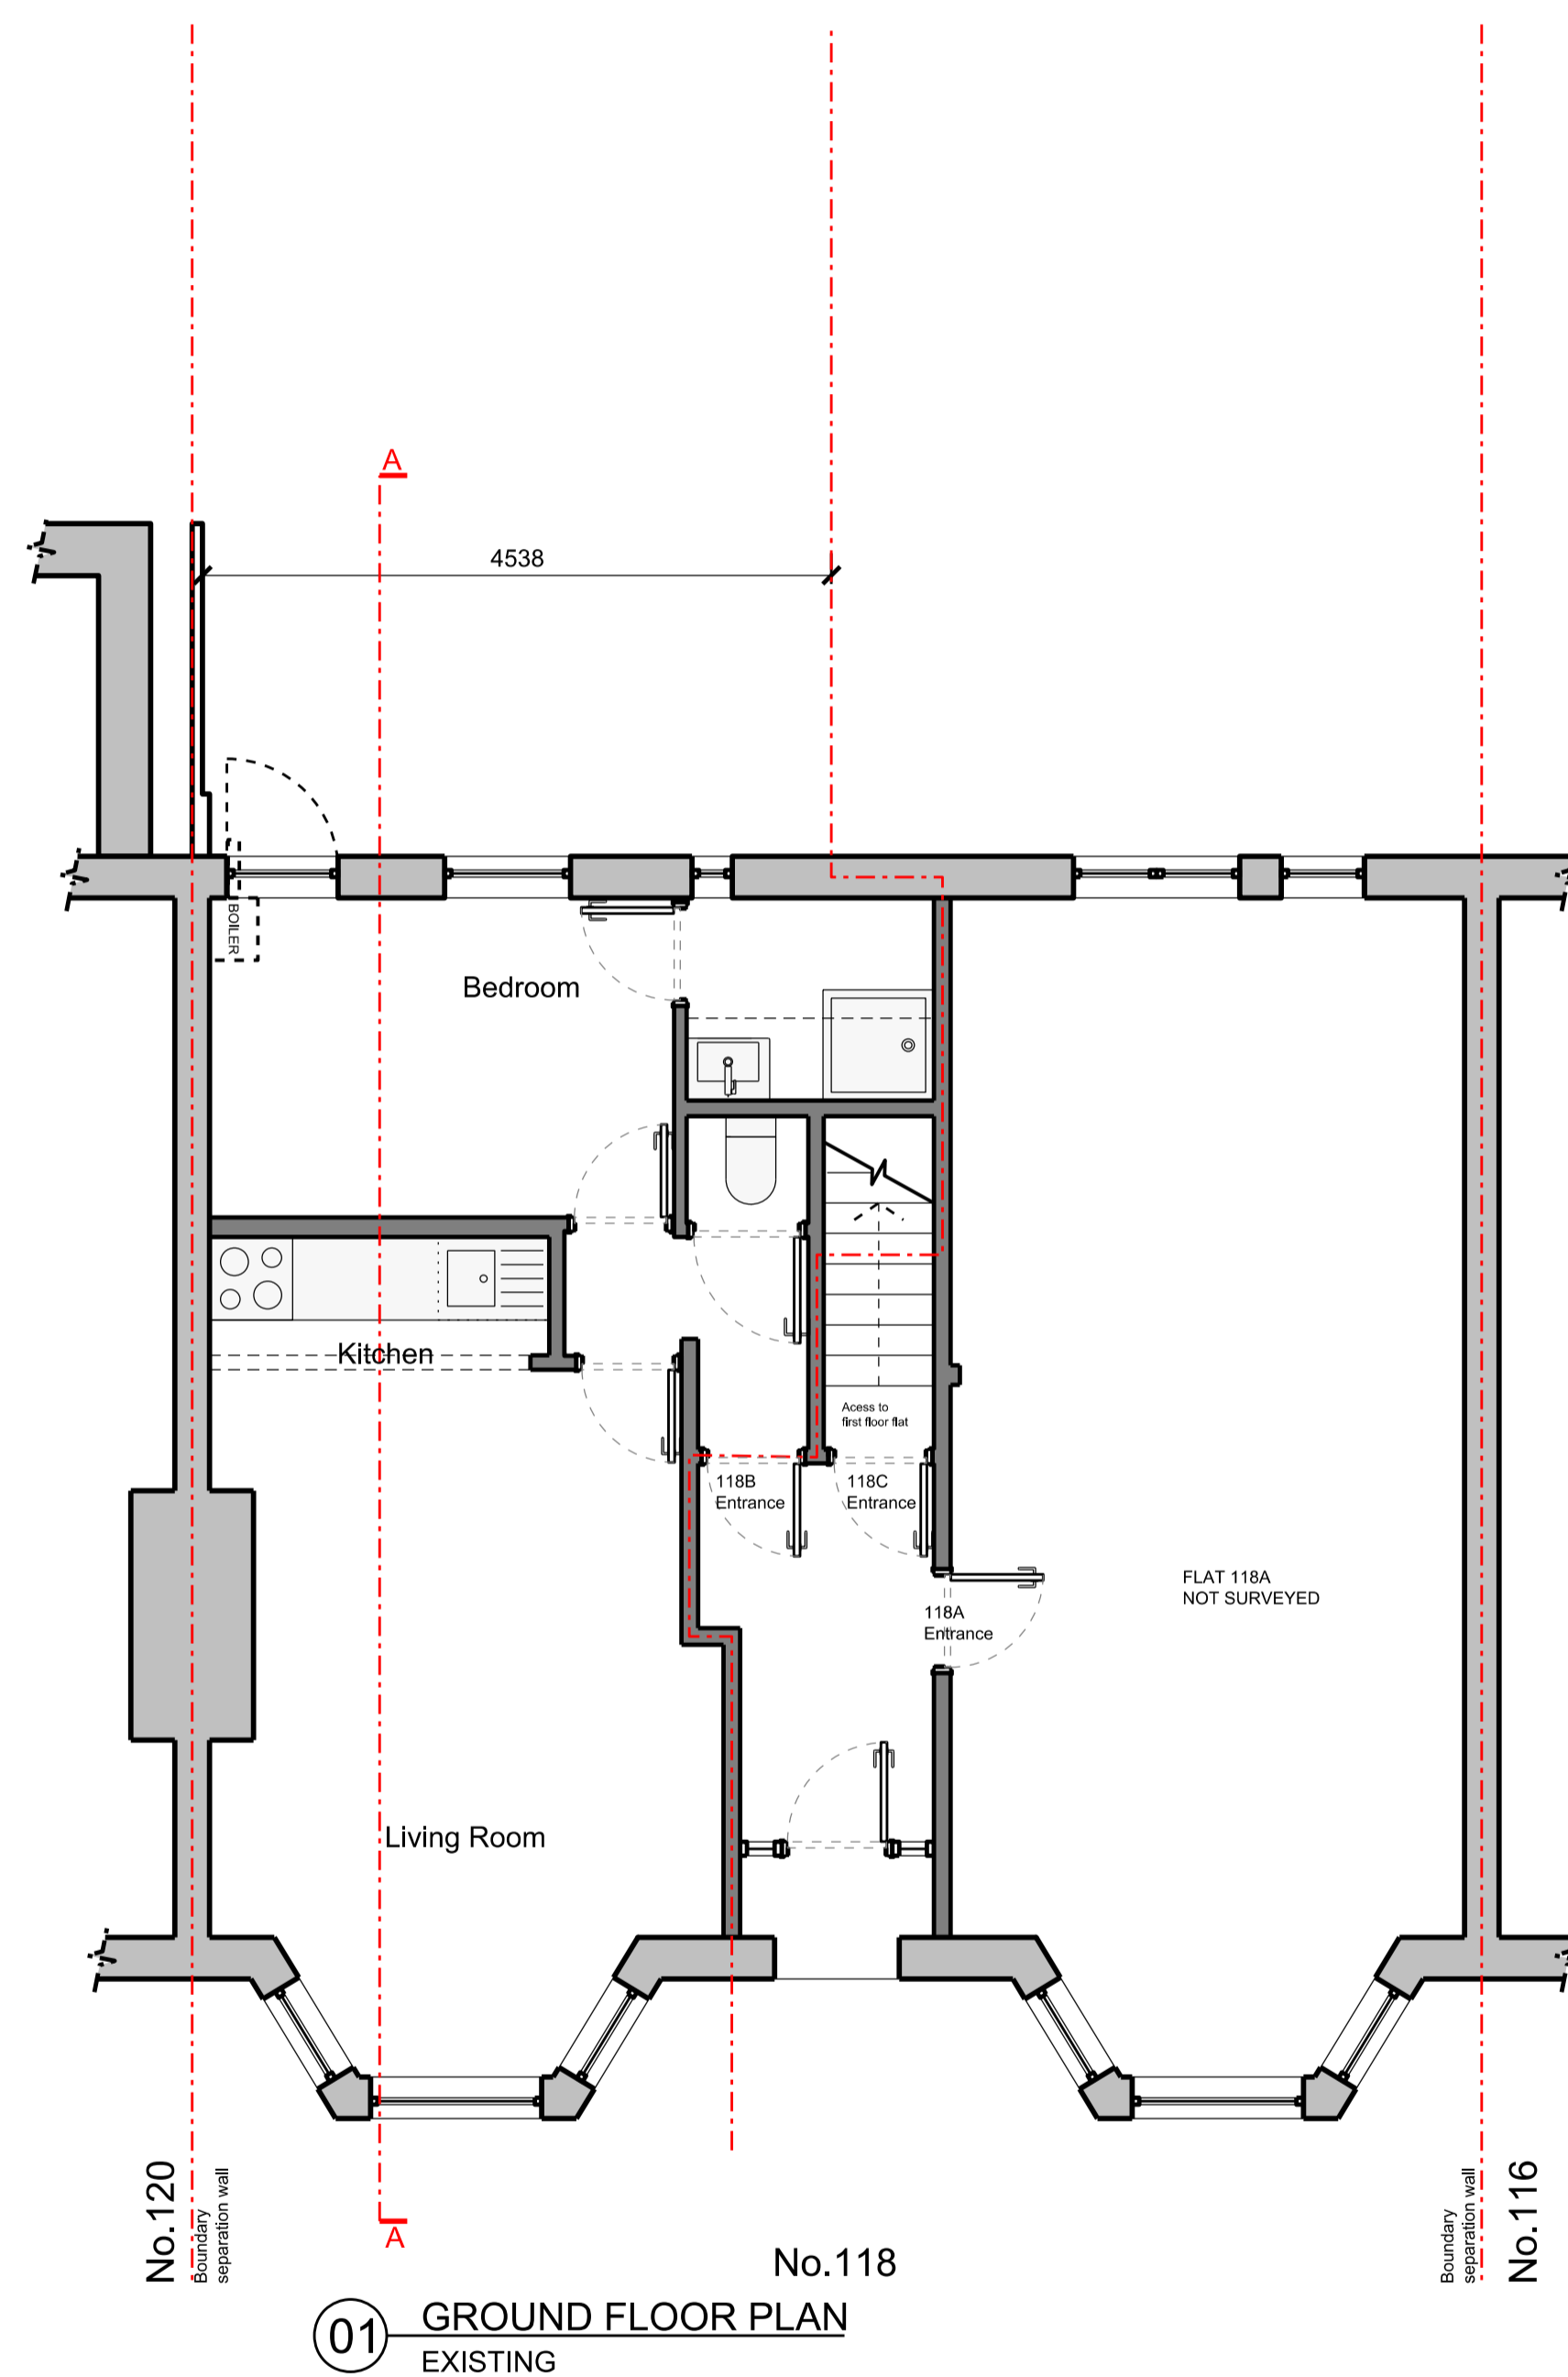 A
4538
BOILER
Bedroom
Kitchen
Acess to
first floor flat
118B
Entrance
118C
Entrance
FLAT 118A
NOT SURVEYED
118A
Entrance
Living Room
No.120
Boundary
separation wall
A
No.118
Boundary
separation wall
No.116
01
GROUND FLOOR PLAN
EXISTING